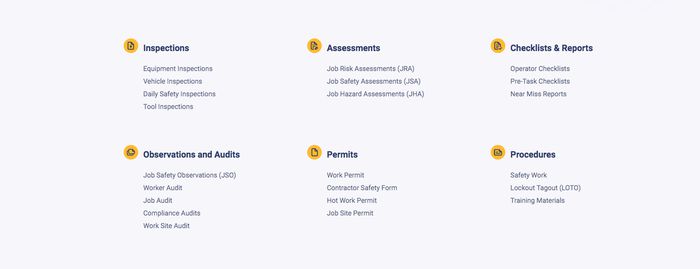 Inspections
Equipment Inspections
Vehicle Inspections
Daily Safety Inspections
Tool Inspections
Assessments
Job Risk Assessments (JRA)
Job Safety Assessments (JSA)
Job Hazard Assessments (JHA)
Checklists & Reports
Operator Checklists
Pre-Task Checklists
Near Miss Reports
Observations and Audits
Job Safety Observations (JSO)
Worker Audit
Job Audit
Compliance Audits
Work Site Audit
Permits
Work Permit
Contractor Safety Form
Hot Work Permit
Job Site Permit
Procedures
Safety Work
Lockout Tagout (LOTO)
Training Materials